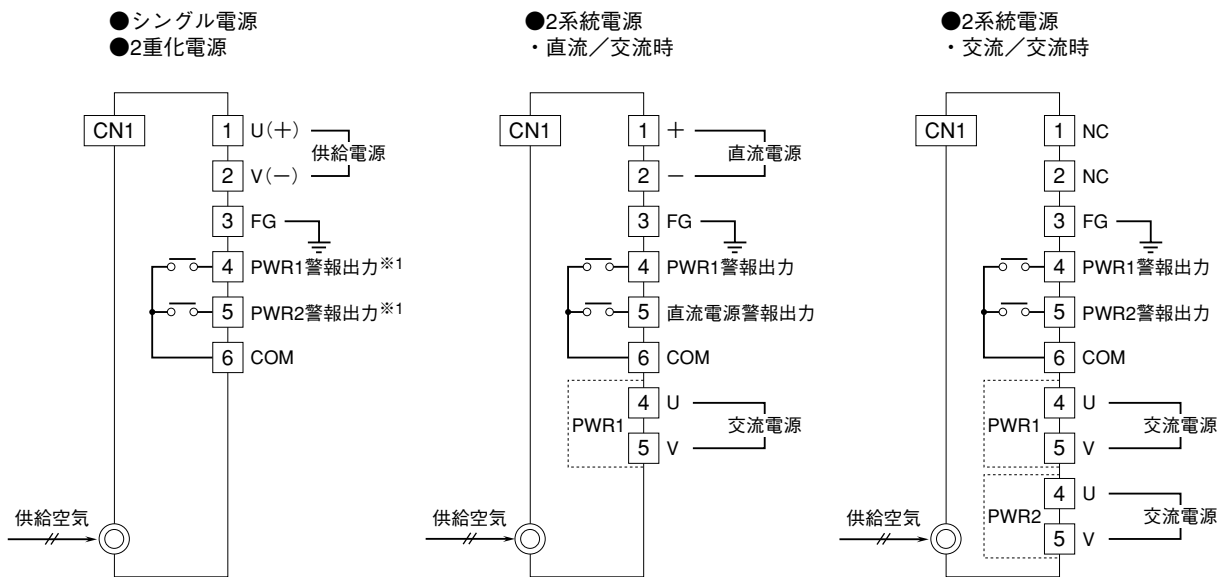 ●シングル電源
●2重化電源
CN1
1 U(+)
供給電源
2 V(−)
3 FG
4 PWR1警報出力※1
5 PWR2警報出力※1
6 COM
供給空気
●2系統電源
・直流／交流時
CN1
1 +
直流電源
2 −
3 FG
4 PWR1警報出力
5 直流電源警報出力
6 COM
PWR1
4 U
交流電源
5 V
供給空気
●2系統電源
・交流／交流時
CN1
1 NC
2 NC
3 FG
4 PWR1警報出力
5 PWR2警報出力
6 COM
PWR1
4 U
交流電源
5 V
PWR2
4 U
交流電源
5 V
供給空気